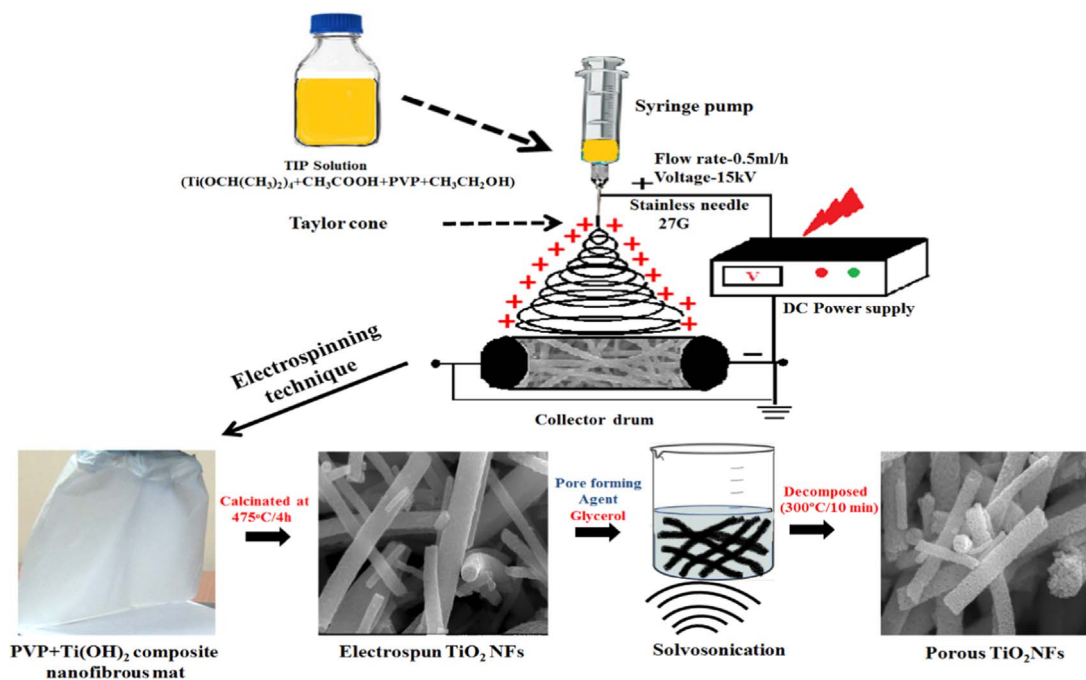 Syringe pump
TIP Solution
(Ti(OCH(CH₃)₂)₄+CH₃COOH+PVP+CH₃CH₂OH)
+
Flow rate-0.5ml/h
Voltage-15kV
Taylor cone
Stainless needle
27G
+ + + + + + + + + + + + + +
V
DC Power supply
−
Collector drum
Electrospinning
technique
Calcinated at
475°C/4h
Pore forming
Agent
Glycerol
Decomposed
(300°C/10 min)
PVP+Ti(OH)₂ composite
nanofibrous mat
Electrospun TiO₂ NFs
Solvosonication
Porous TiO₂NFs